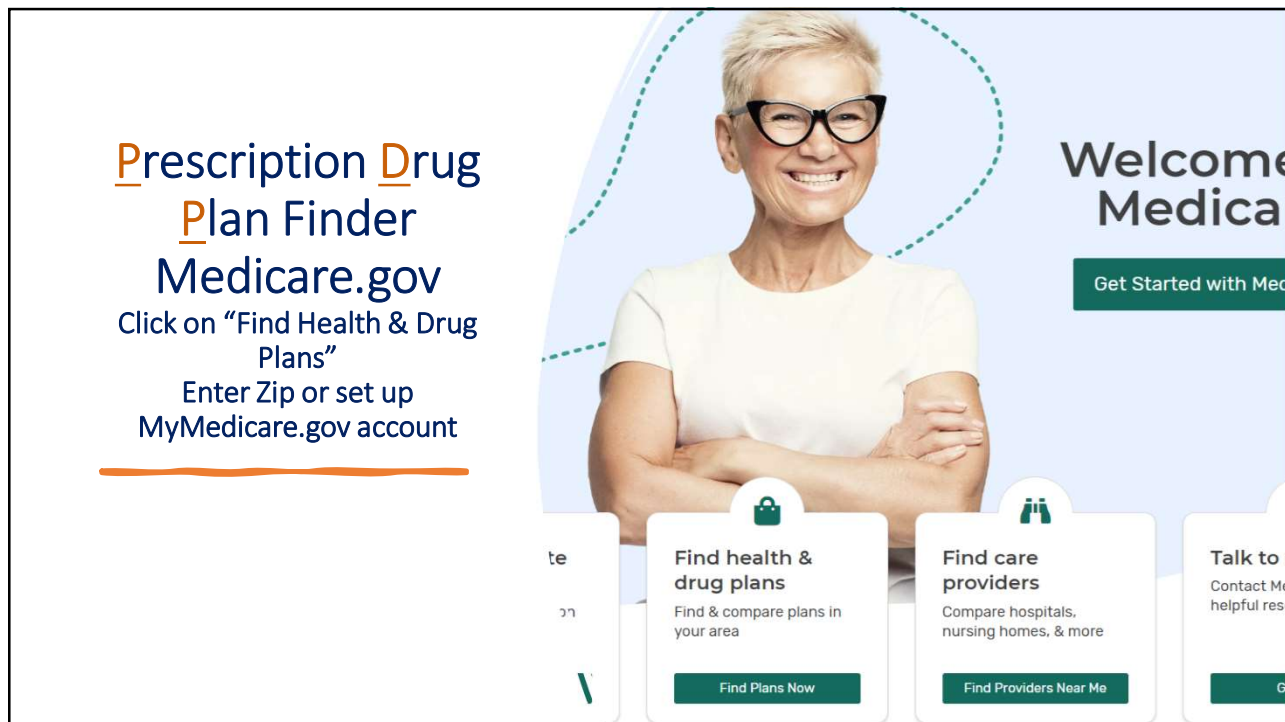 Prescription Drug
Plan Finder
Medicare.gov
Click on “Find Health & Drug
Plans”
Enter Zip or set up
MyMedicare.gov account
Welcome
Medica
Get Started with Med
te
on
Find health &
drug plans
Find & compare plans in
your area
Find Plans Now
Find care
providers
Compare hospitals,
nursing homes, & more
Find Providers Near Me
Talk to
Contact Me
helpful res
G